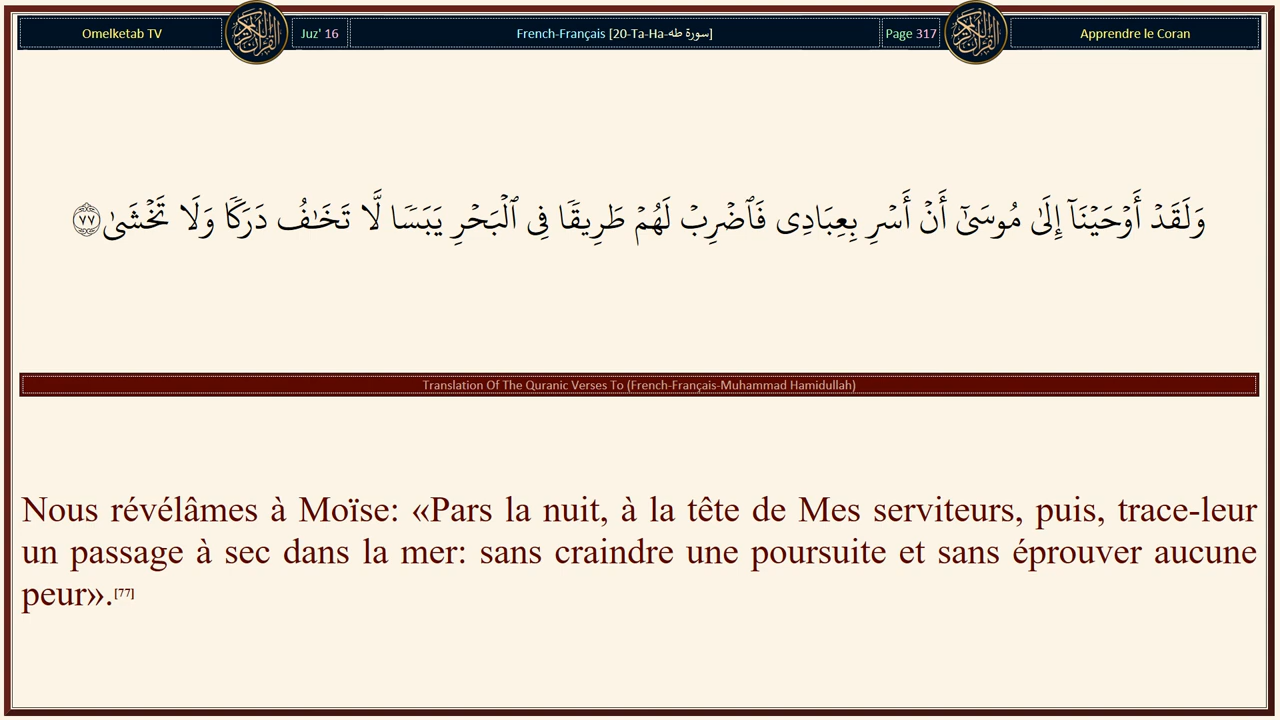 Omelketab TV
Juz' 16
French-Français [20-Ta-Ha-سورة طه]
Page 317
Apprendre le Coran
وَلَقَدۡ أَوۡحَيۡنَآ إِلَىٰ مُوسَىٰٓ أَنۡ أَسۡرِ بِعِبَادِي فَٱضۡرِبۡ لَهُمۡ طَرِيقٗا فِي ٱلۡبَحۡرِ يَبَسٗا لَّا تَخَٰفُ دَرَكٗا وَلَا تَخۡشَىٰ ٧٧
Translation Of The Quranic Verses To (French-Français-Muhammad Hamidullah)
Nous révélâmes à Moïse: «Pars la nuit, à la tête de Mes serviteurs, puis, trace-leur
un passage à sec dans la mer: sans craindre une poursuite et sans éprouver aucune
peur».[77]